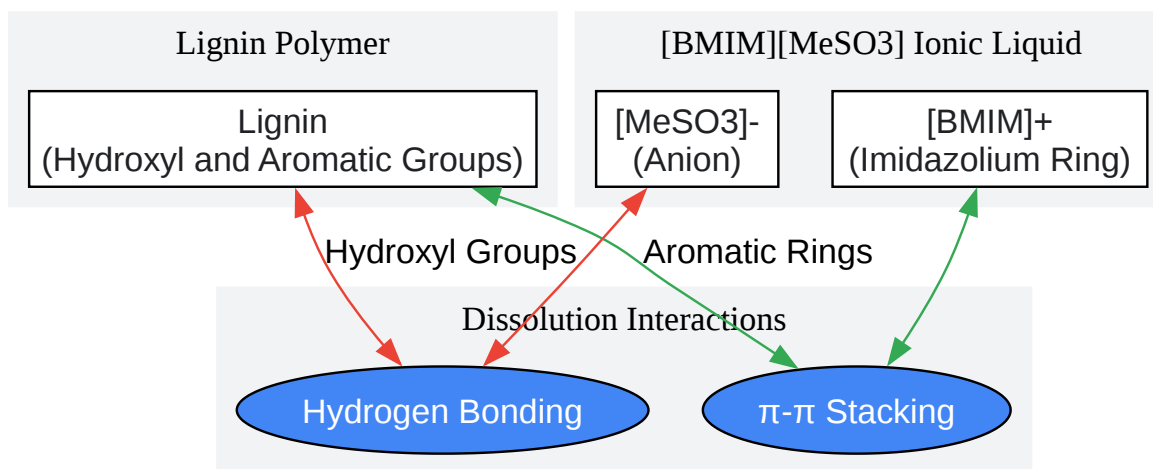 Lignin Polymer
[BMIM][MeSO3] Ionic Liquid
Lignin
(Hydroxyl and Aromatic Groups)
[MeSO3]-
(Anion)
[BMIM]+
(Imidazolium Ring)
Hydroxyl Groups
Aromatic Rings
Dissolution Interactions
Hydrogen Bonding
π-π Stacking